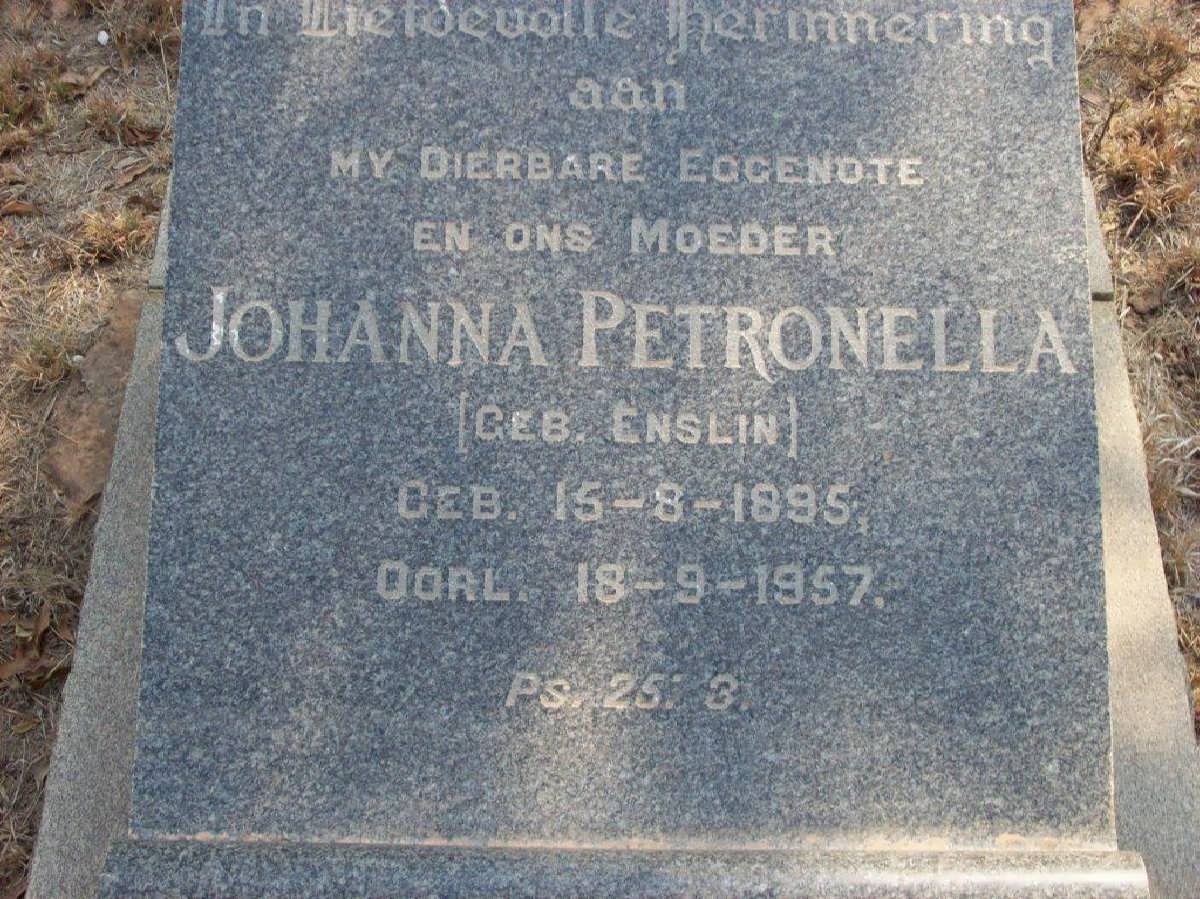 In Liefdevolle Herinnering
aan
MY DIERBARE EGGENOTE
EN ONS MOEDER
JOHANNA PETRONELLA
[GEB. ENSLIN]
GEB. 15-8-1895,
OORL. 18-9-1957.
PS. 25: 3.